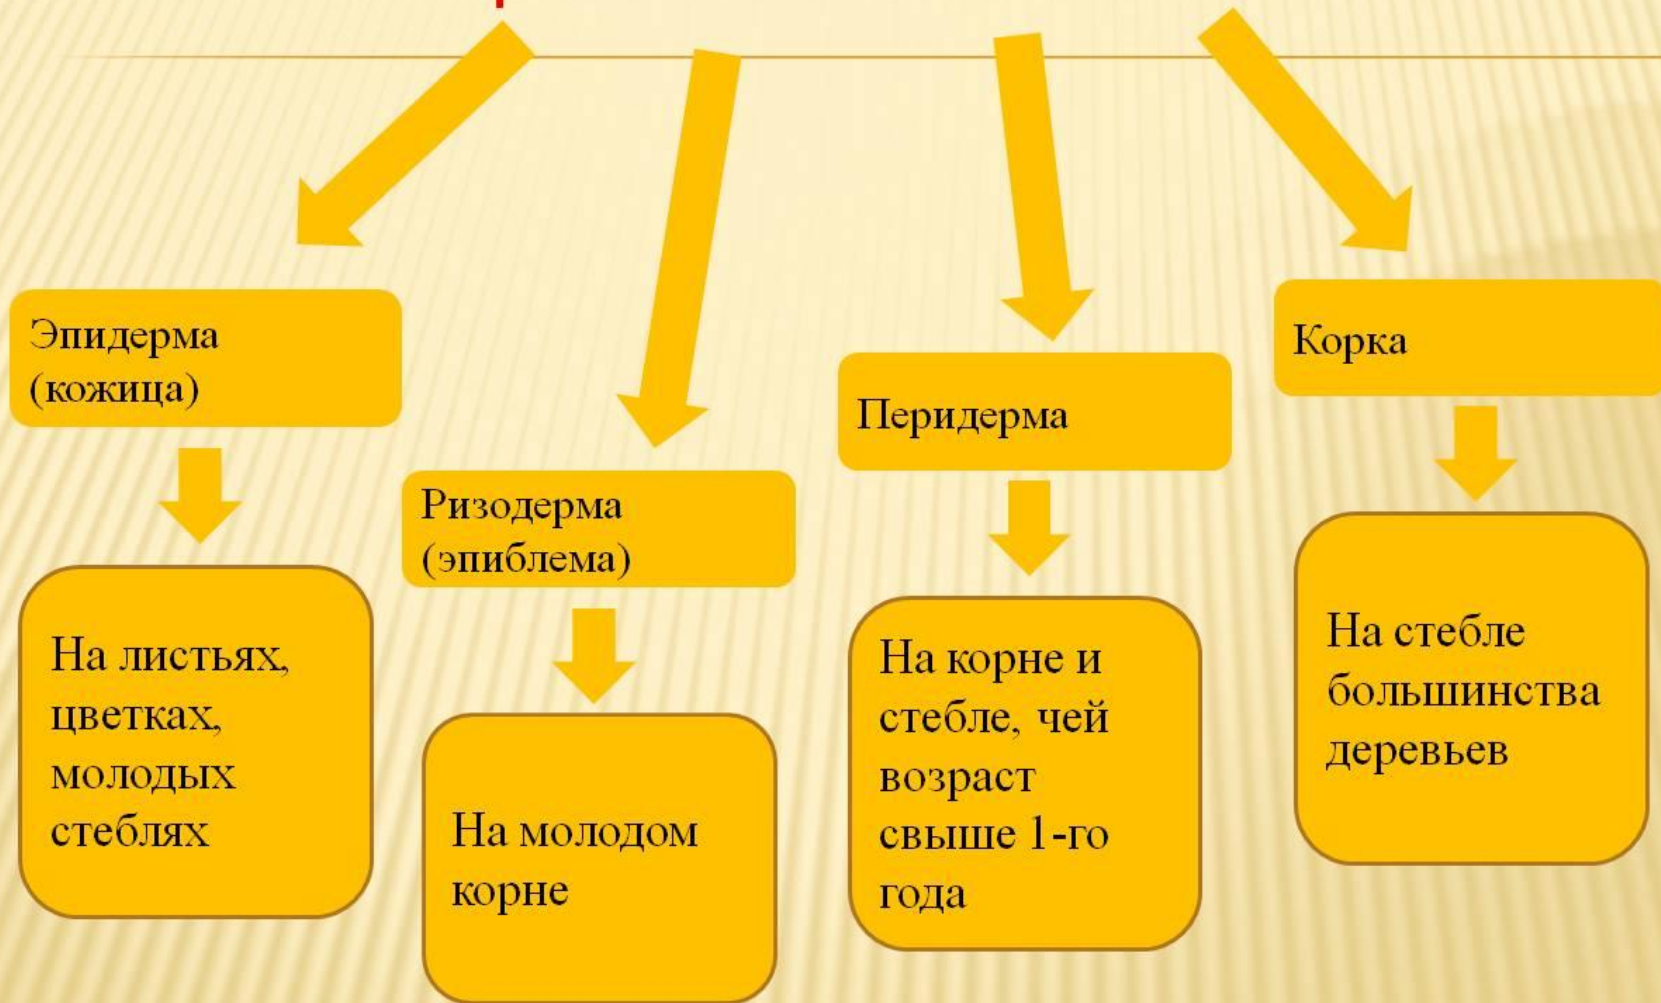 Эпидерма
(кожица)
На листьях,
цветках,
молодых
стеблях
Ризодерма
(эпиблема)
На молодом
корне
Перидерма
На корне и
стебле, чей
возраст
свыше 1-го
года
Корка
На стебле
большинства
деревьев